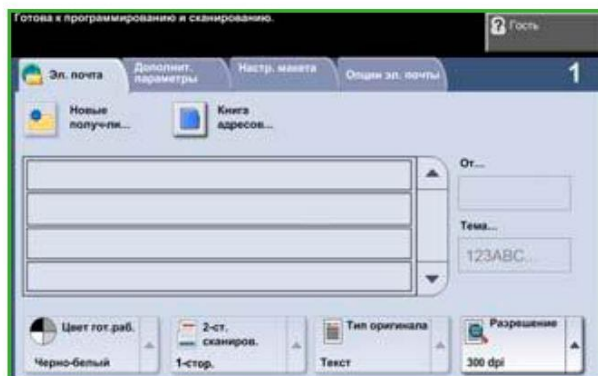 Готова к программированию и сканированию.
Гость
Эл. почта
Дополнит.
параметры
Настр. макета
Опции эл. почты
1
Новые
получ-ли...
Книга
адресов...
От...
Тема...
123ABC...
Цвет гот.раб.
Черно-белый
2-ст.
сканиров.
1-стор.
Тип оригинала
Текст
Разрешение
300 dpi